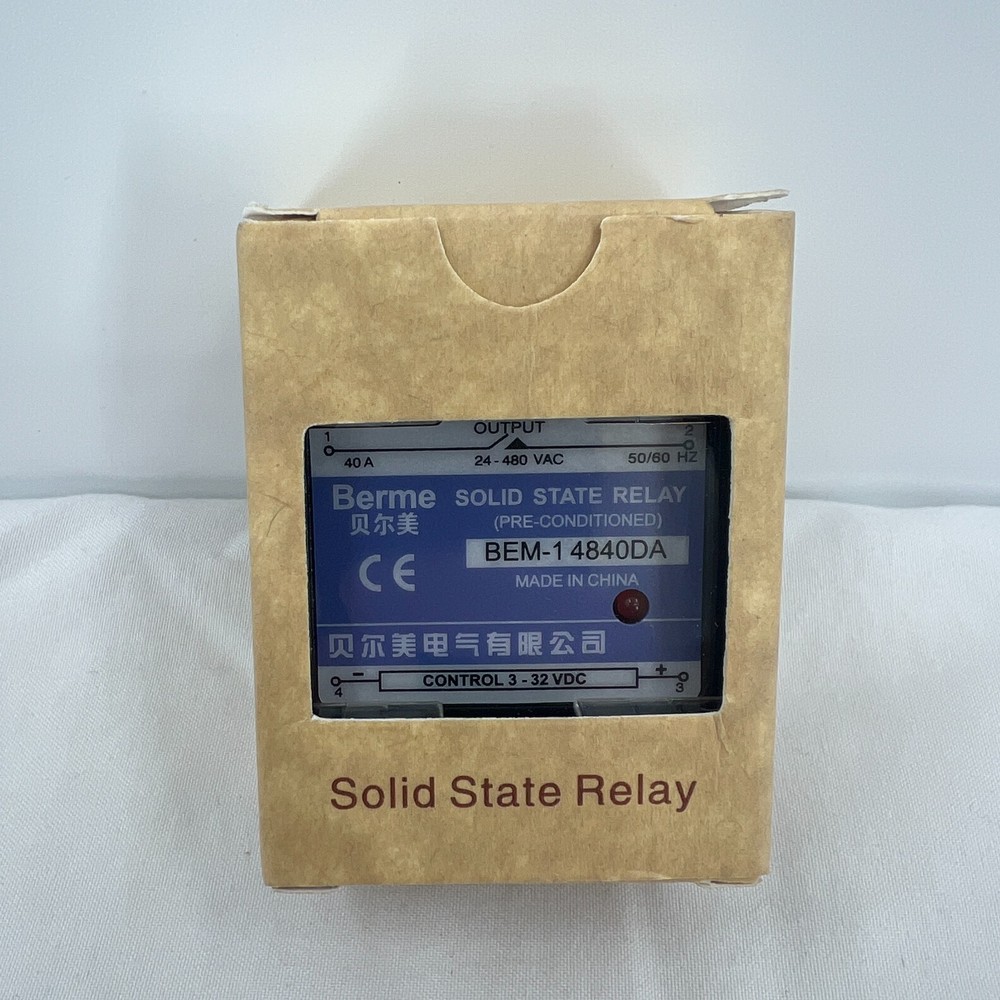 OUTPUT
1 2
40 A 24 - 480 VAC 50/60 HZ
Berme SOLID STATE RELAY
贝尔美 (PRE-CONDITIONED)
BEM-1 4840DA
CE MADE IN CHINA
贝尔美电气有限公司
- CONTROL 3 - 32 VDC +
4 3
Solid State Relay